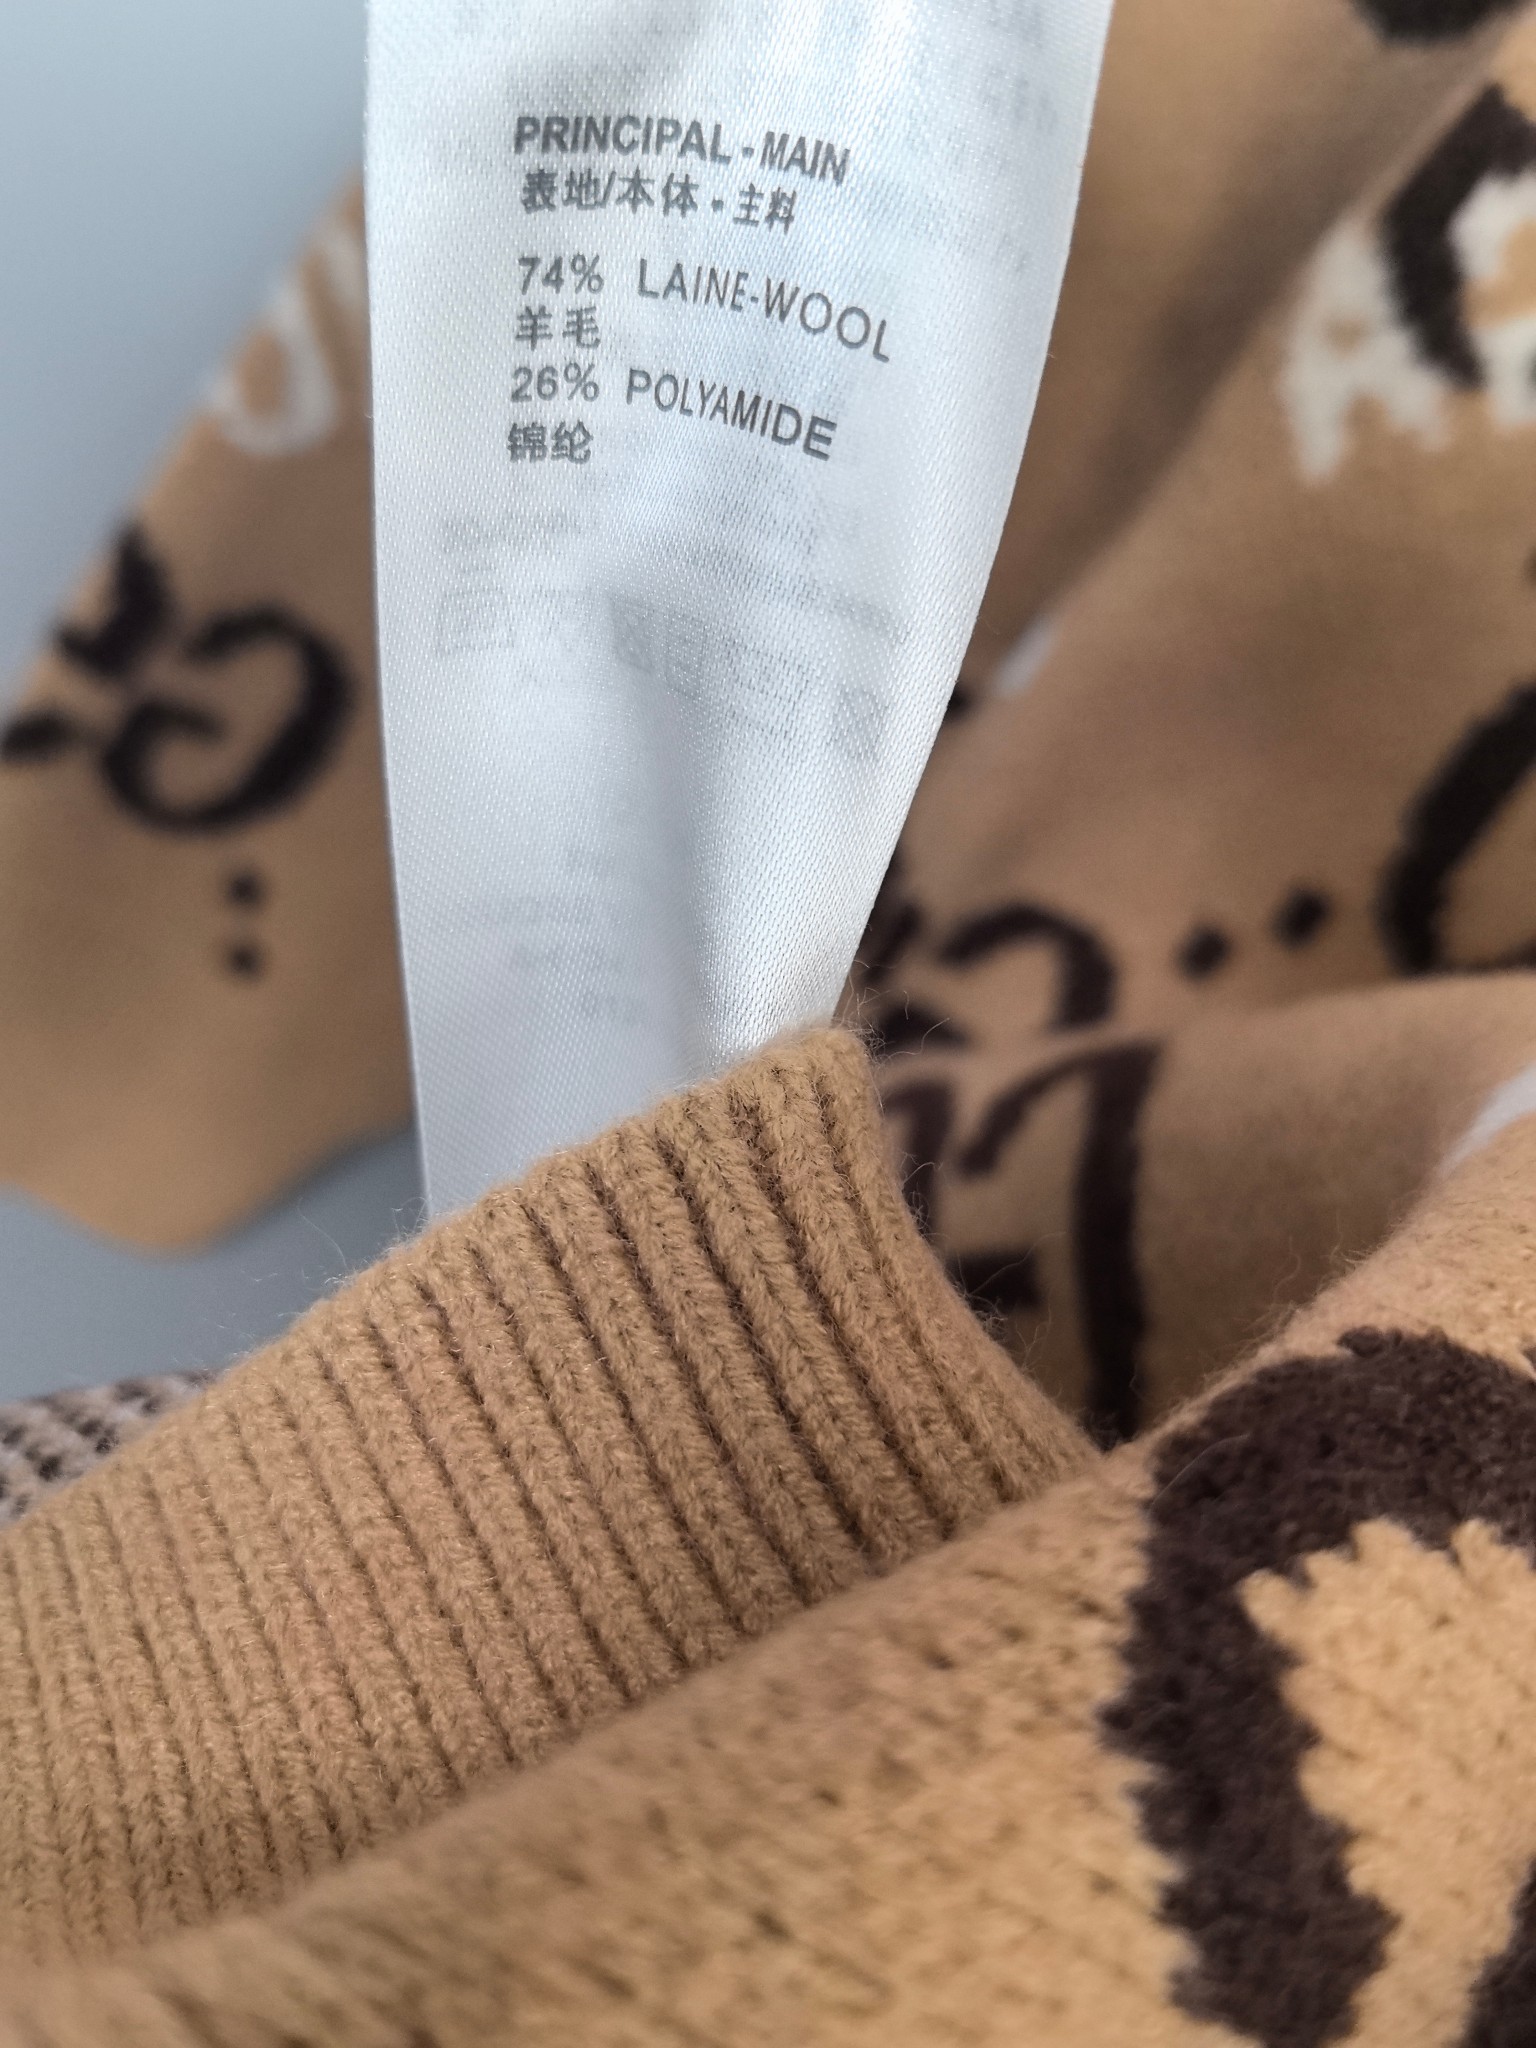 PRINCIPAL - MAIN
表地/本体 • 主料
74% LAINE-WOOL
羊毛
26% POLYAMIDE
锦纶